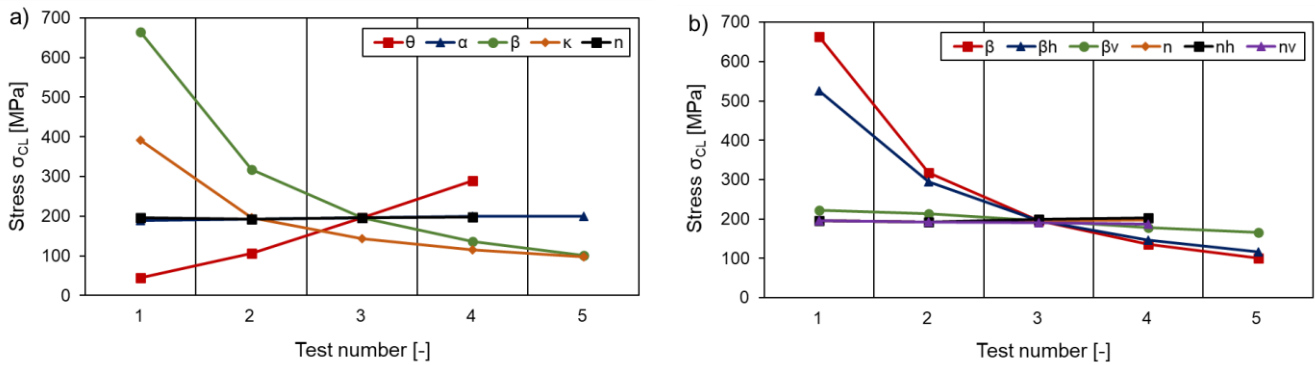 a)
Stress σCL [MPa]
700
600
500
400
300
200
100
0
θ α β κ n
1 2 3 4 5
Test number [-]
b)
Stress σCL [MPa]
700
600
500
400
300
200
100
0
β βh βv n nh nv
1 2 3 4 5
Test number [-]